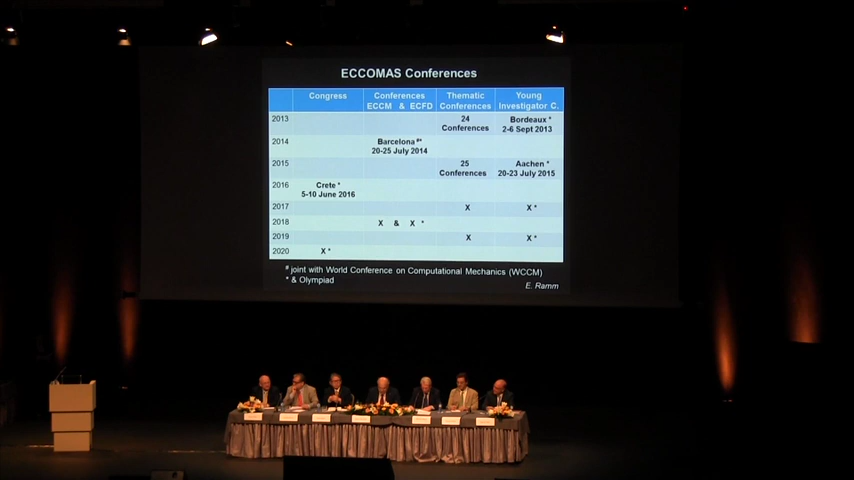 ECCOMAS Conferences
Congress Conferences Thematic Young
ECCM & ECFD Conferences Investigator C.
2013 24 Bordeaux *
Conferences 2-6 Sept 2013
2014 Barcelona #*
20-25 July 2014
2015 25 Aachen *
Conferences 20-23 July 2015
2016 Crete *
5-10 June 2016
2017 X X *
2018 X & X *
2019 X X *
2020 X *
# joint with World Conference on Computational Mechanics (WCCM)
* & Olympiad
E. Ramm